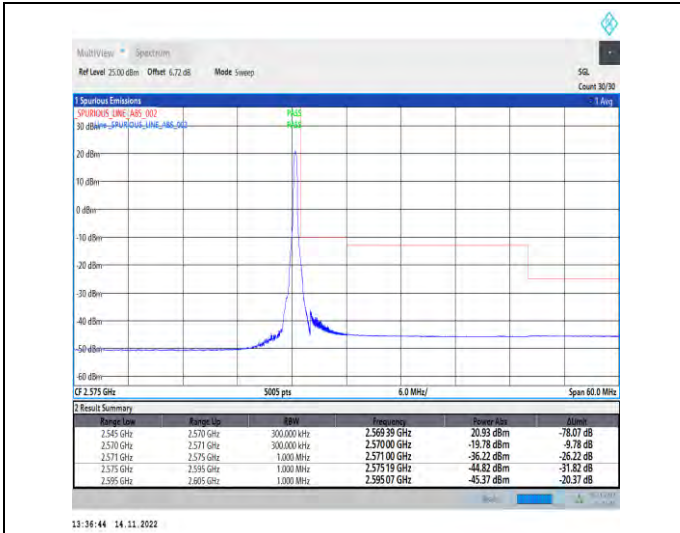 MultiView Spectrum
Ref Level 25.00 dBm Offset 6.72 dB Mode Sweep SGL
Count 30/30
1 Spurious Emissions 1 Avg
_SPURIOUS_LINE_ABS_002 PASS
30 dBm Line _SPURIOUS_LINE_ABS_002 PASS
20 dBm
10 dBm
0 dBm
-10 dBm
-20 dBm
-30 dBm
-40 dBm
-50 dBm
-60 dBm
CF 2.575 GHz 5005 pts 6.0 MHz/ Span 60.0 MHz
2 Result Summary
Range Low Range Up RBW Frequency Power Abs ΔLimit
2.545 GHz 2.570 GHz 300.000 kHz 2.569 39 GHz 20.93 dBm -78.07 dB
2.570 GHz 2.571 GHz 300.000 kHz 2.570 00 GHz -19.78 dBm -9.78 dB
2.571 GHz 2.575 GHz 1.000 MHz 2.571 00 GHz -36.22 dBm -26.22 dB
2.575 GHz 2.595 GHz 1.000 MHz 2.575 19 GHz -44.82 dBm -31.82 dB
2.595 GHz 2.605 GHz 1.000 MHz 2.595 07 GHz -45.37 dBm -20.37 dB
13:36:44 14.11.2022